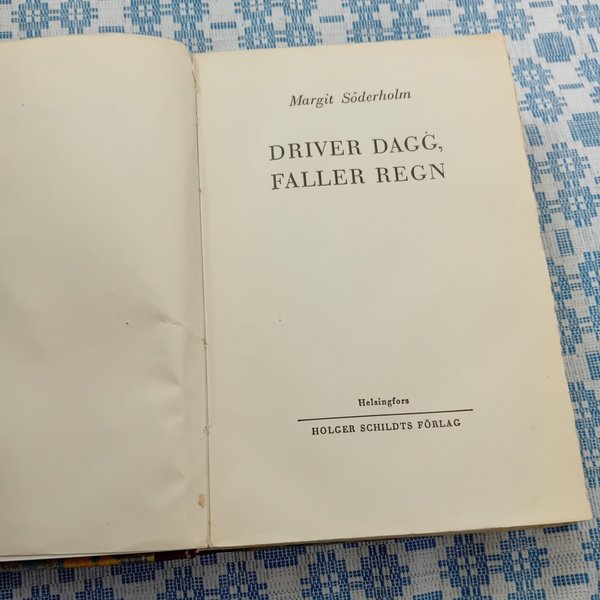 Margit Söderholm
DRIVER DAGG,
FALLER REGN
Helsingfors
HOLGER SCHILDTS FÖRLAG